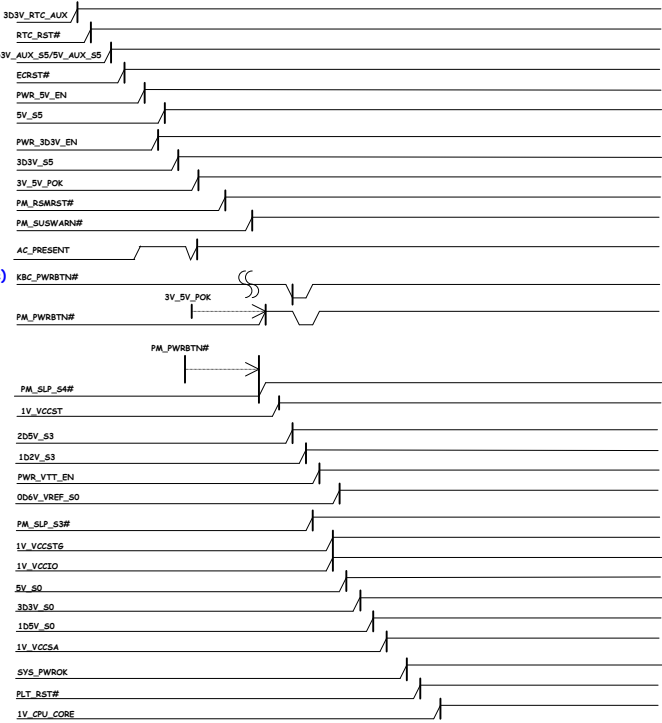 3D3V_RTC_AUX
RTC_RST#
3V_AUX_S5/5V_AUX_S5
ECRST#
PWR_5V_EN
5V_S5
PWR_3D3V_EN
3D3V_S5
3V_5V_POK
PM_RSMRST#
PM_SUSWARN#
AC_PRESENT
) KBC_PWRBTN#
3V_5V_POK
PM_PWRBTN#
PM_PWRBTN#
PM_SLP_S4#
1V_VCCST
2D5V_S3
1D2V_S3
PWR_VTT_EN
0D6V_VREF_S0
PM_SLP_S3#
1V_VCCSTG
1V_VCCIO
5V_S0
3D3V_S0
1D5V_S0
1V_VCCSA
SYS_PWROK
PLT_RST#
1V_CPU_CORE